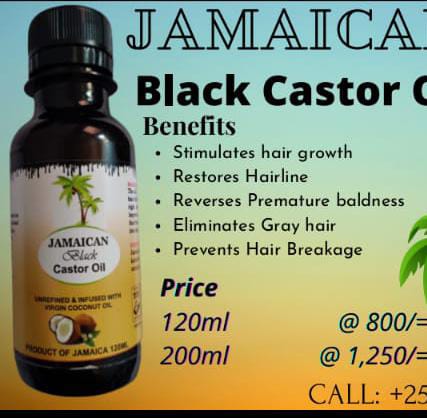 JAMAICA
Black Castor
Benefits
• Stimulates hair growth
• Restores Hairline
• Reverses Premature baldness
• Eliminates Gray hair
• Prevents Hair Breakage
Price
120ml @ 800/=
200ml @ 1,250/=
CALL: +25
JAMAICAN
Black
Castor Oil
UNREFINED & INFUSED WITH
VIRGIN COCONUT OIL
PRODUCT OF JAMAICA 120ML